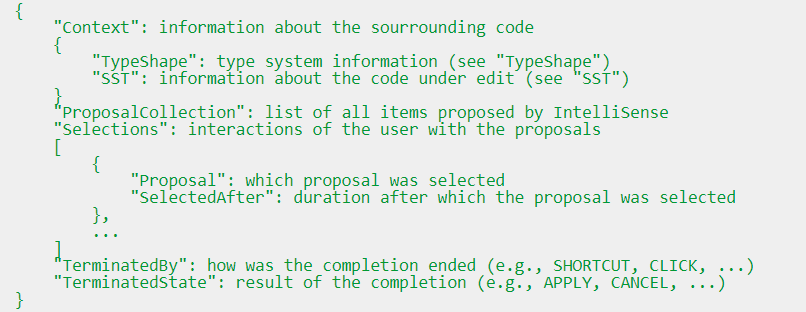 {
"Context": information about the sourrounding code
{
"TypeShape": type system information (see "TypeShape")
"SST": information about the code under edit (see "SST")
}
"ProposalCollection": list of all items proposed by IntelliSense
"Selections": interactions of the user with the proposals
[
{
"Proposal": which proposal was selected
"SelectedAfter": duration after which the proposal was selected
},
...
]
"TerminatedBy": how was the completion ended (e.g., SHORTCUT, CLICK, ...)
"TerminatedState": result of the completion (e.g., APPLY, CANCEL, ...)
}